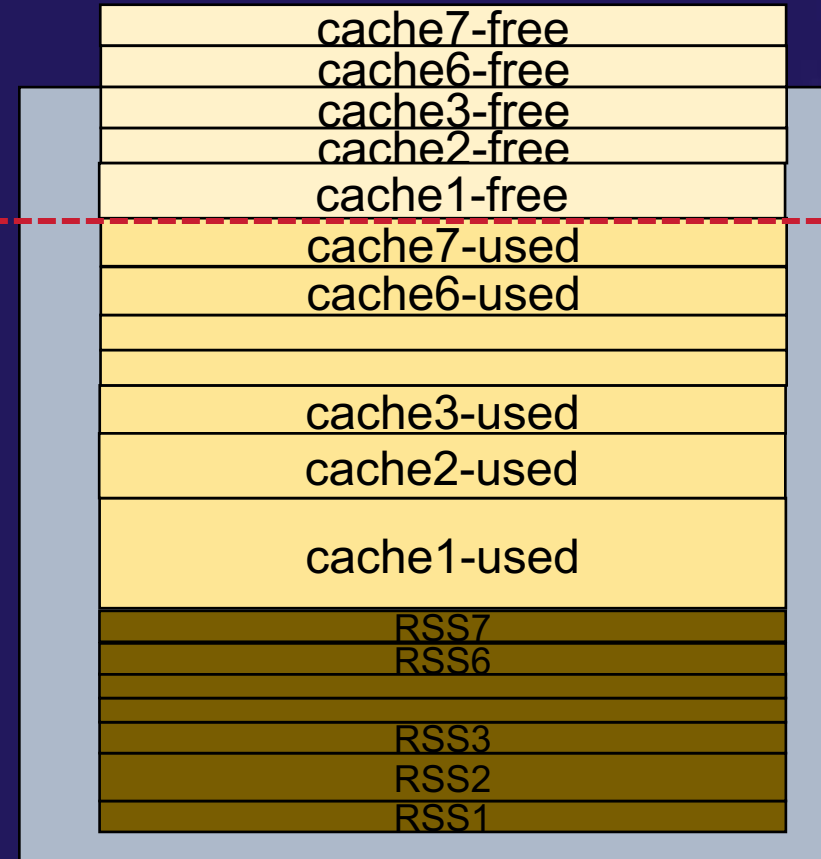 cache7-free
cache6-free
cache3-free
cache2-free
cache1-free
cache7-used
cache6-used
cache3-used
cache2-used
cache1-used
RSS7
RSS6
RSS3
RSS2
RSS1